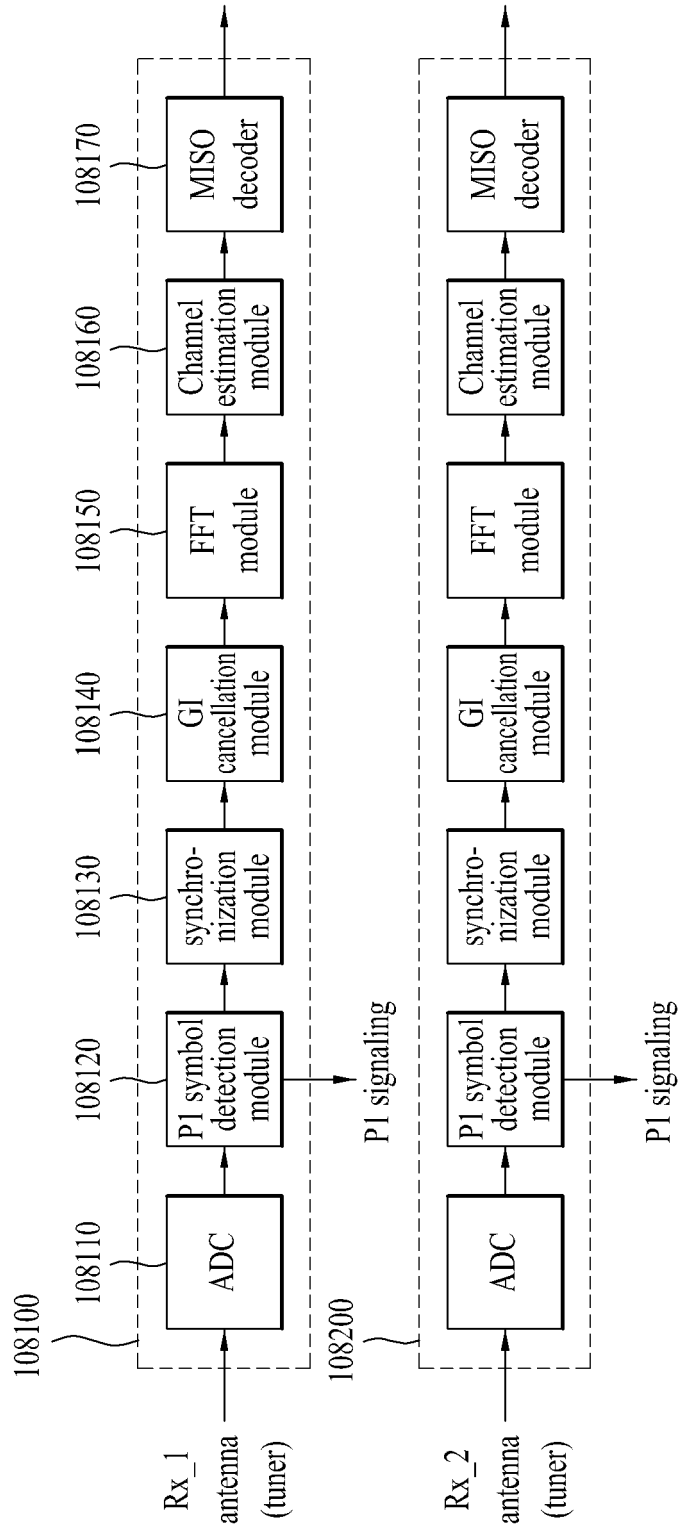 108100
108110
108120
108130
108140
108150
108160
108170
Rx_1
antenna
(tuner)
ADC
P1 symbol
detection
module
synchro-
nization
module
GI
cancellation
module
FFT
module
Channel
estimation
module
MISO
decoder
P1 signaling
108200
Rx_2
antenna
(tuner)
ADC
P1 symbol
detection
module
synchro-
nization
module
GI
cancellation
module
FFT
module
Channel
estimation
module
MISO
decoder
P1 signaling